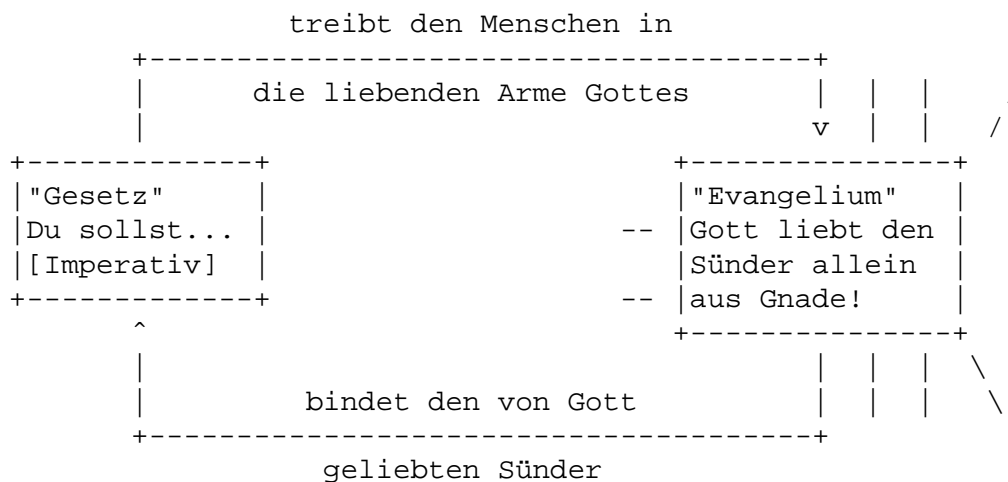 treibt den Menschen in
die liebenden Arme Gottes
"Gesetz"
Du sollst...
[Imperativ]
"Evangelium"
Gott liebt den
Sünder allein
aus Gnade!
bindet den von Gott
geliebten Sünder